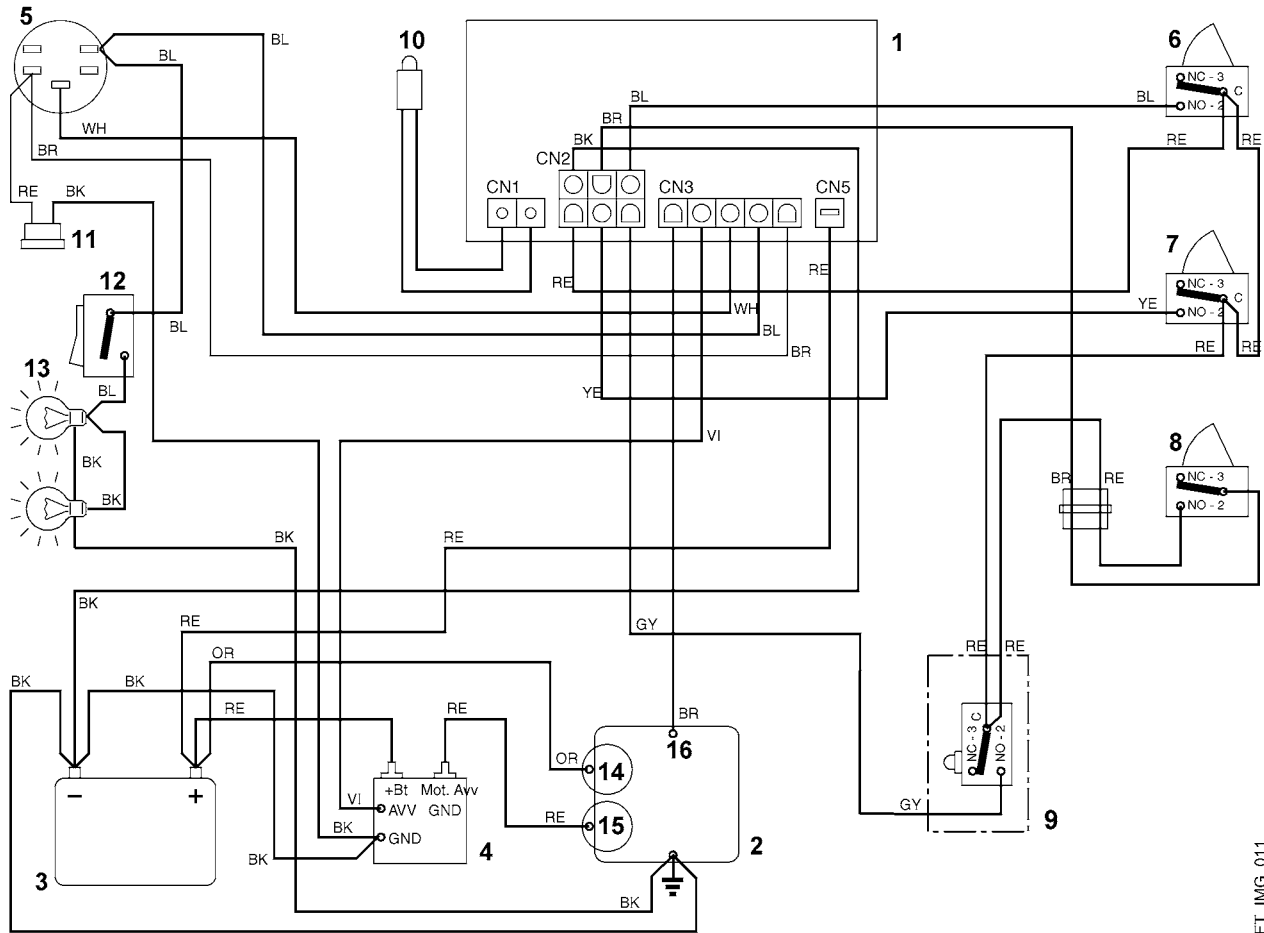 5
BL
10
1
6
BL
NC - 3
C
NO - 2
BL
BL
BR
BK
WH
CN2
RE
RE
BR
RE
BK
CN1
CN3
CN5
11
7
12
RE
RE
NC - 3
C
NO - 2
YE
WH
BL
BL
BR
RE
RE
13
BL
YE
VI
8
BK
BR
RE
NC - 3
NO - 2
BK
BK
RE
BK
RE
GY
OR
RE
RE
BK
BK
RE
RE
BR
16
NC - 3
C
NO - 2
OR
14
+Bt
Mot. Avv
VI
AVV
GND
–
+
GY
RE
15
9
BK
GND
4
2
BK
3
BK
FT_IMG_011